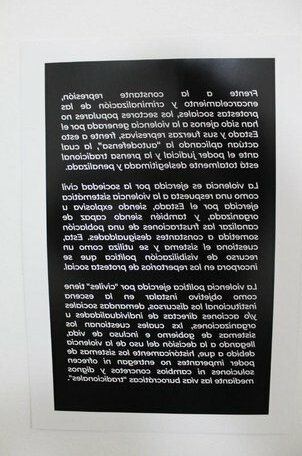 Frente a la constante represión,
encarcelamiento y criminalización de las
protestas sociales, los sectores populares no
han sido ajenos a la violencia generada por el
Estado y sus fuerzas represivas, frente a esto
actúan aplicando la "autodefensa", la cual
ante el poder judicial y la prensa tradicional
está totalmente deslegitimada y penalizada.
La violencia es ejercida por la sociedad civil
como una respuesta a la violencia sistemática
ejercida por el Estado, siendo explosiva u
organizada, y también siendo capaz de
canalizar las frustraciones de una población
sometida a constantes desigualdades. Esta,
cuestiona el sistema y se utiliza como un
recurso de visibilización política que se
incorpora en los repertorios de protesta social.
La violencia política ejercida por "civiles" tiene
como objetivo instalar en la escena
institucional los discursos, demandas sociales
y/o acciones directas de individualidades u
organizaciones, lxs cuales cuestionan los
sistemas de gobierno e incluso de vida,
llegando a la decisión del uso de la violencia
debido a que, históricamente los sistemas de
poder imperantes no entregan ni ofrecen
soluciones ni cambios concretos y dignos
mediante las vías burocráticas "tradicionales".